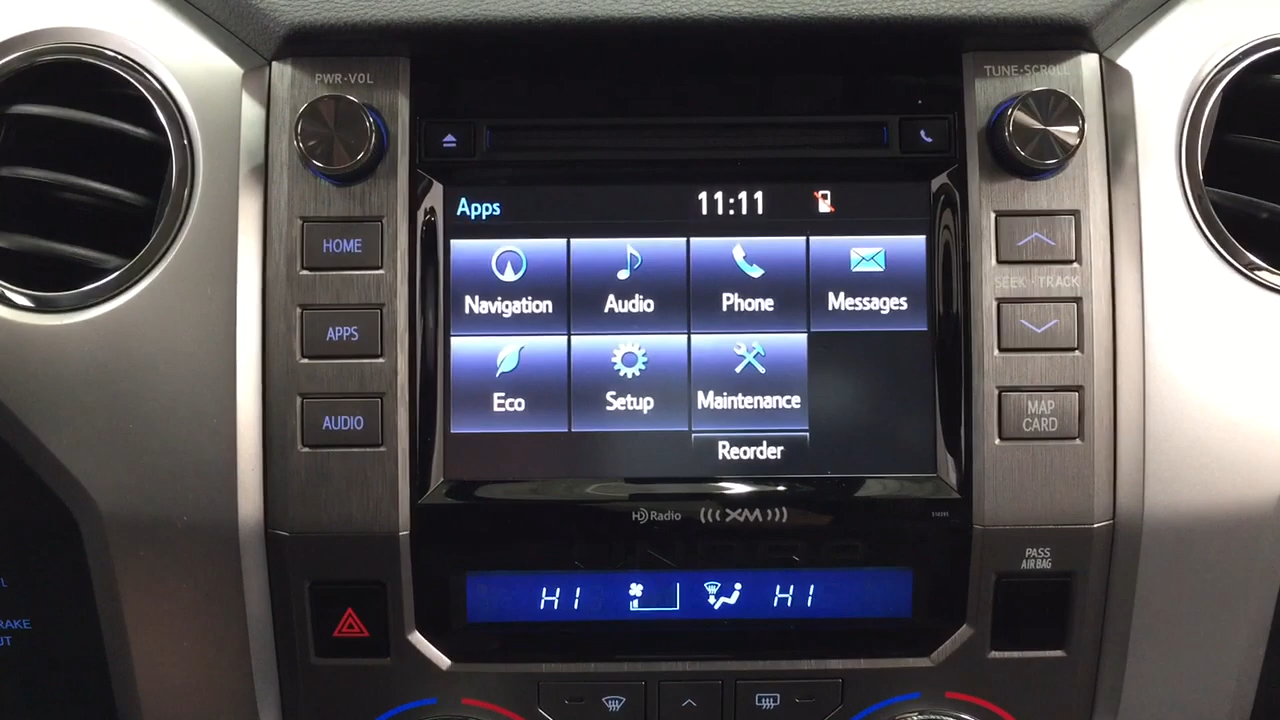 PWR·VOL
TUNE·SCROLL
Apps 11:11
HOME
Navigation Audio Phone Messages
SEEK · TRACK
APPS
Eco Setup Maintenance
AUDIO
MAP
CARD
Reorder
HD Radio ((( XM )))
PASS
AIR BAG
HI HI